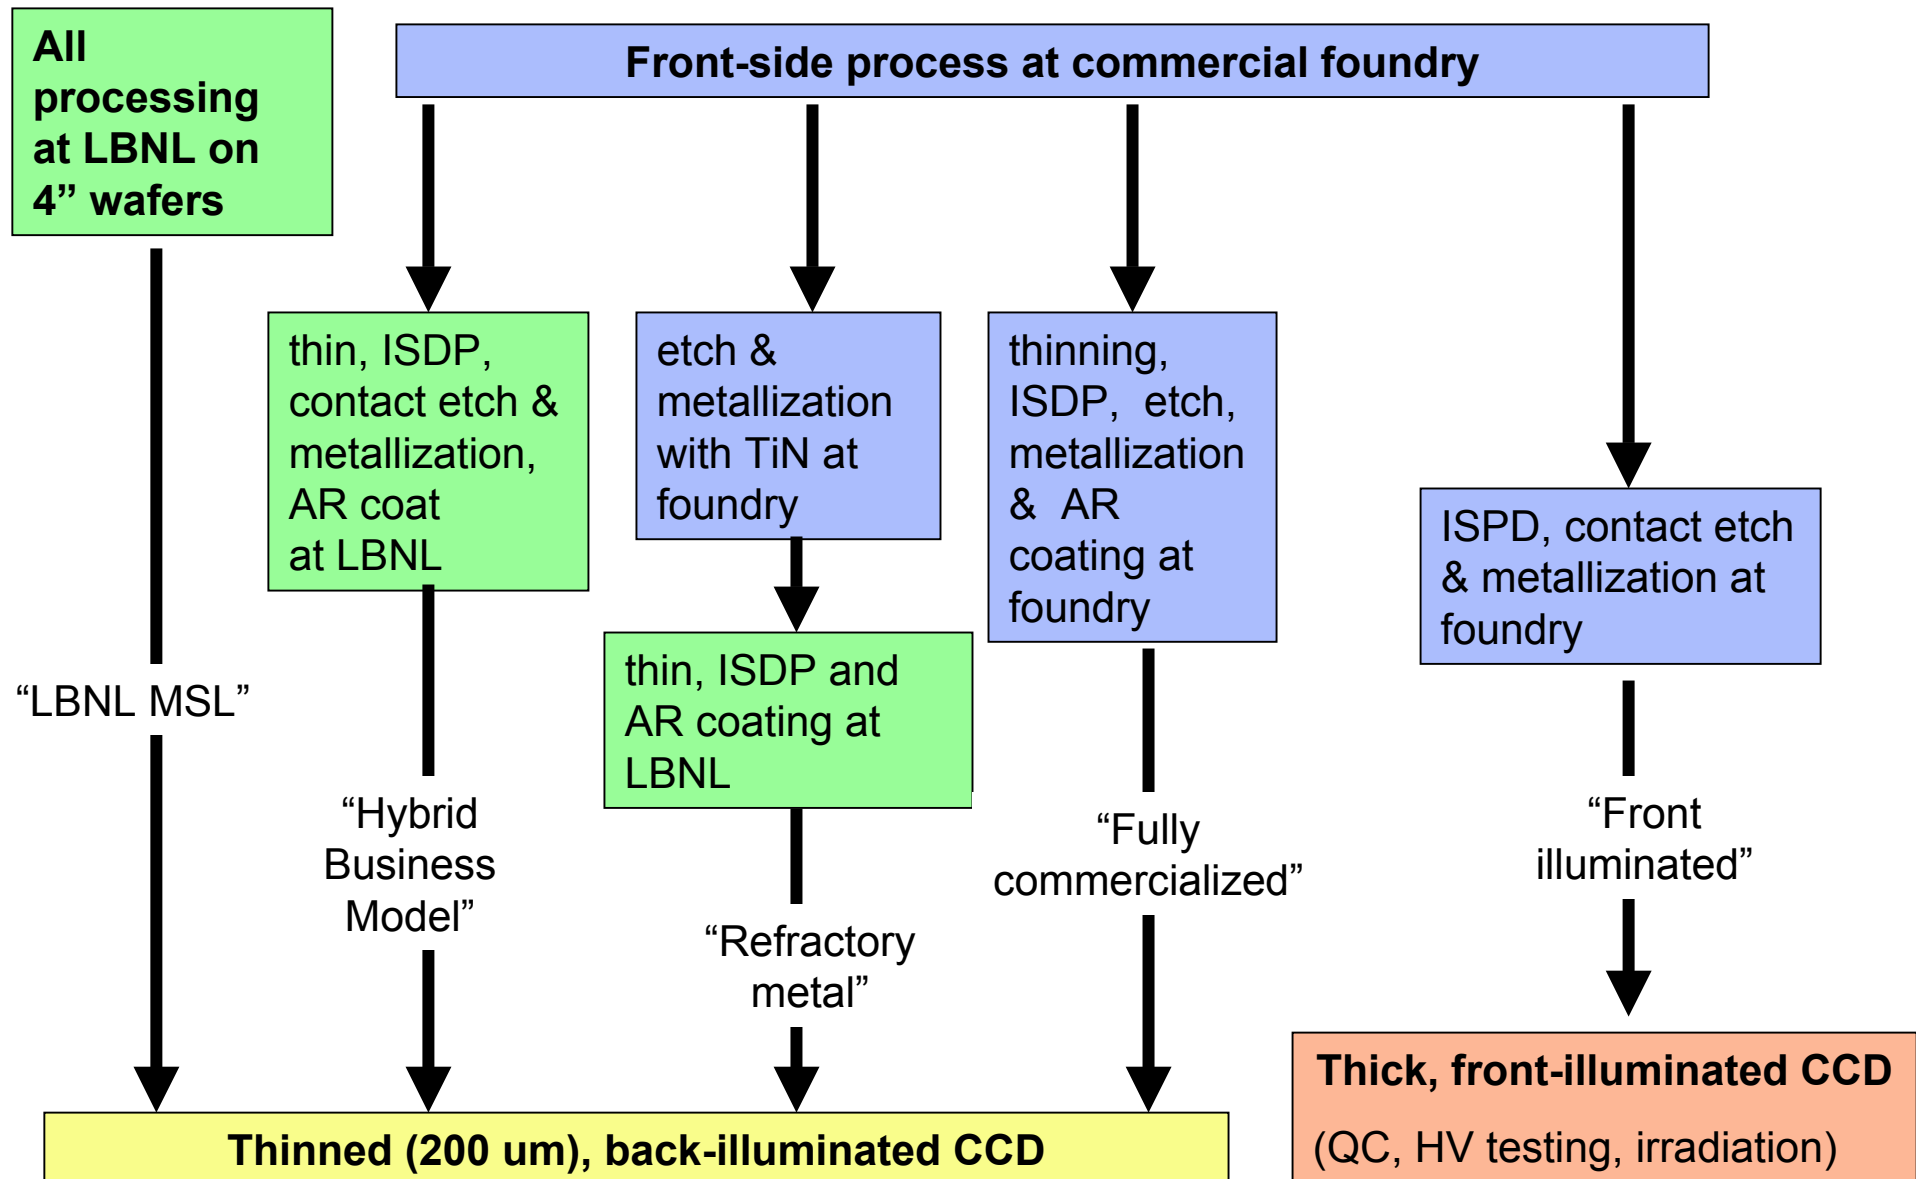 All
processing
at LBNL on
4” wafers
Front-side process at commercial foundry
thin, ISDP,
contact etch &
metallization,
AR coat
at LBNL
etch &
metallization
with TiN at
foundry
thinning,
ISDP, etch,
metallization
& AR
coating at
foundry
ISPD, contact etch
& metallization at
foundry
thin, ISDP and
AR coating at
LBNL
“LBNL MSL”
“Hybrid
Business
Model”
“Refractory
metal”
“Fully
commercialized”
“Front
illuminated”
Thinned (200 um), back-illuminated CCD
Thick, front-illuminated CCD
(QC, HV testing, irradiation)